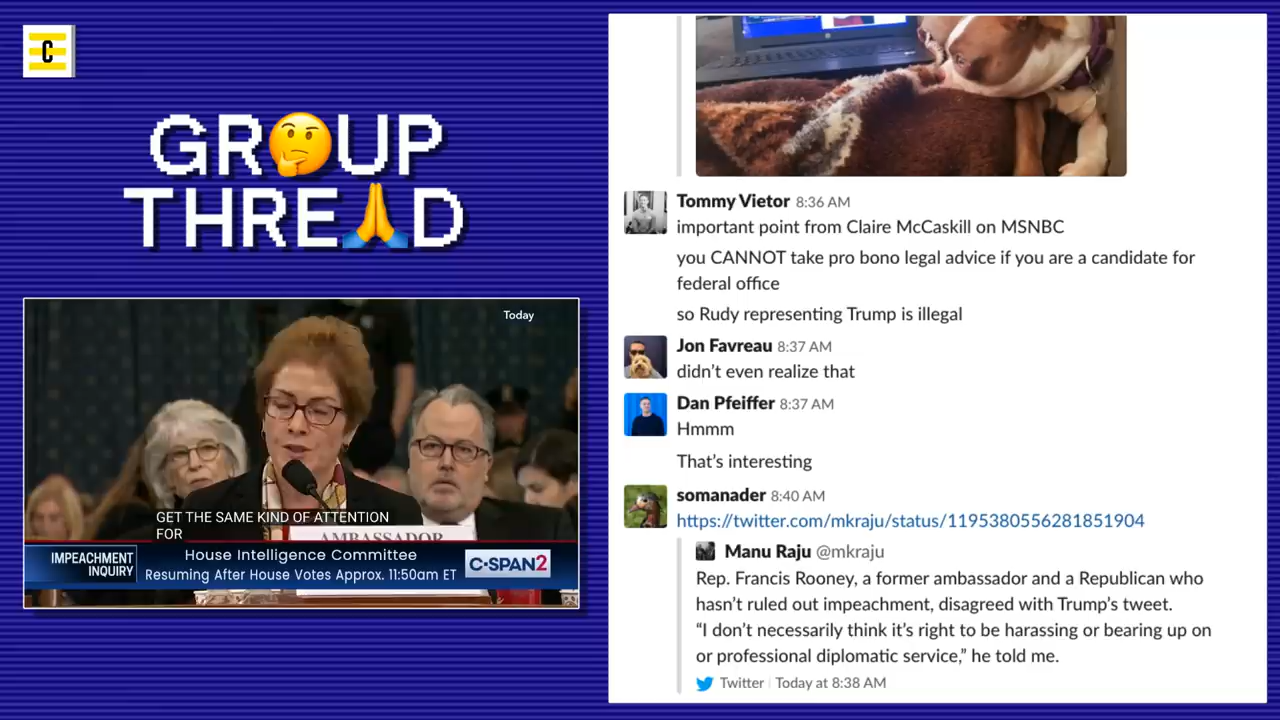 C
GR🤔UP
THRE🙏D
Today
GET THE SAME KIND OF ATTENTION
FOR
AMBASSADOR
IMPEACHMENT
INQUIRY
House Intelligence Committee
Resuming After House Votes Approx. 11:50am ET
C-SPAN2
Tommy Vietor 8:36 AM
important point from Claire McCaskill on MSNBC
you CANNOT take pro bono legal advice if you are a candidate for
federal office
so Rudy representing Trump is illegal
Jon Favreau 8:37 AM
didn’t even realize that
Dan Pfeiffer 8:37 AM
Hmmm
That’s interesting
somanader 8:40 AM
https://twitter.com/mkraju/status/1195380556281851904
Manu Raju @mkraju
Rep. Francis Rooney, a former ambassador and a Republican who
hasn’t ruled out impeachment, disagreed with Trump’s tweet.
“I don’t necessarily think it’s right to be harassing or bearing up on
or professional diplomatic service,” he told me.
Twitter | Today at 8:38 AM